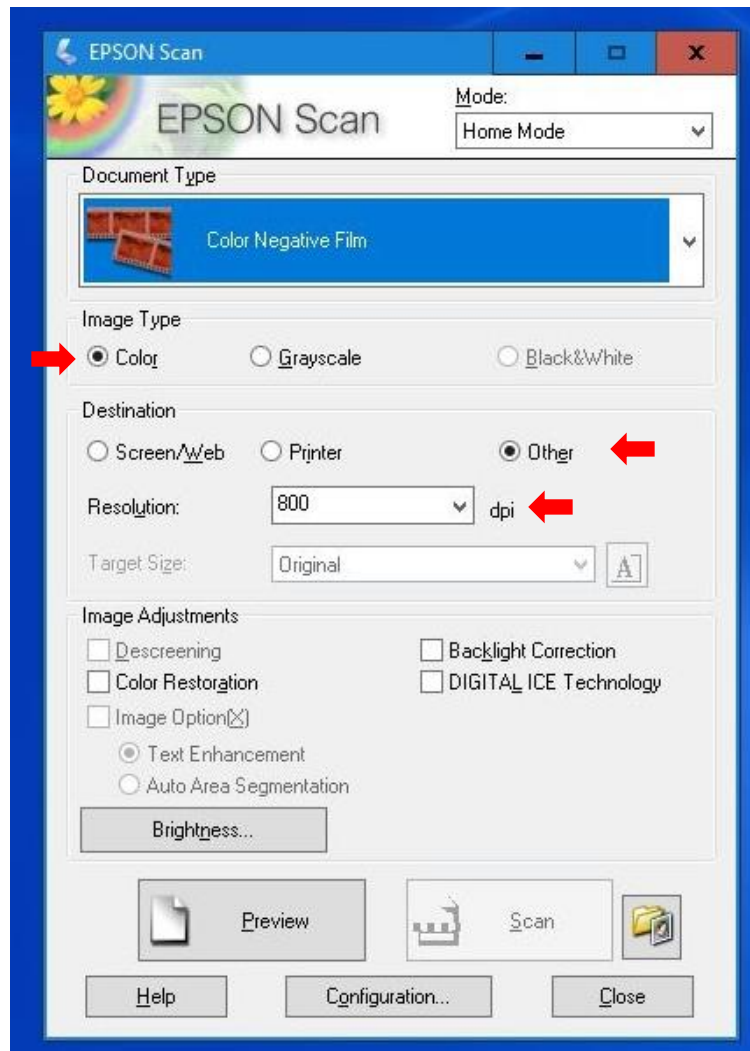 EPSON Scan
EPSON Scan
Mode:
Home Mode
Document Type
Color Negative Film
Image Type
Color Grayscale Black&White
Destination
Screen/Web Printer Other
Resolution: 800 dpi
Target Size: Original A
Image Adjustments
Descreening Backlight Correction
Color Restoration DIGITAL ICE Technology
Image Option(X)
Text Enhancement
Auto Area Segmentation
Brightness...
Preview Scan
Help Configuration... Close